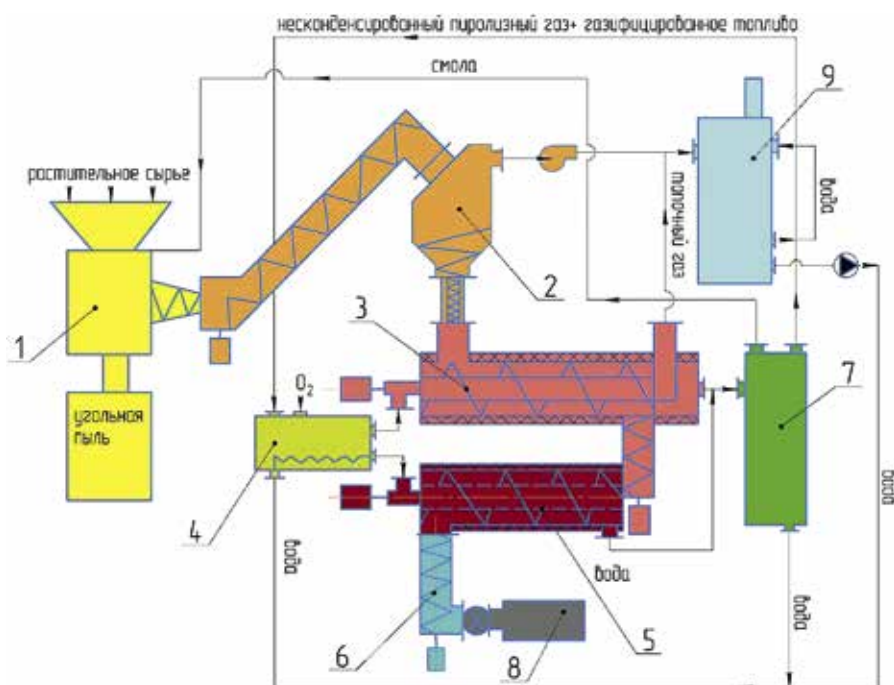 несконденсированный пиролизный газ+ газифицированное топливо
смола
9
растительное сырье
вода
топочный газ
2
1
3
7
O2
угольная
пыль
4
вода
вода
вода
вода
6
8
5